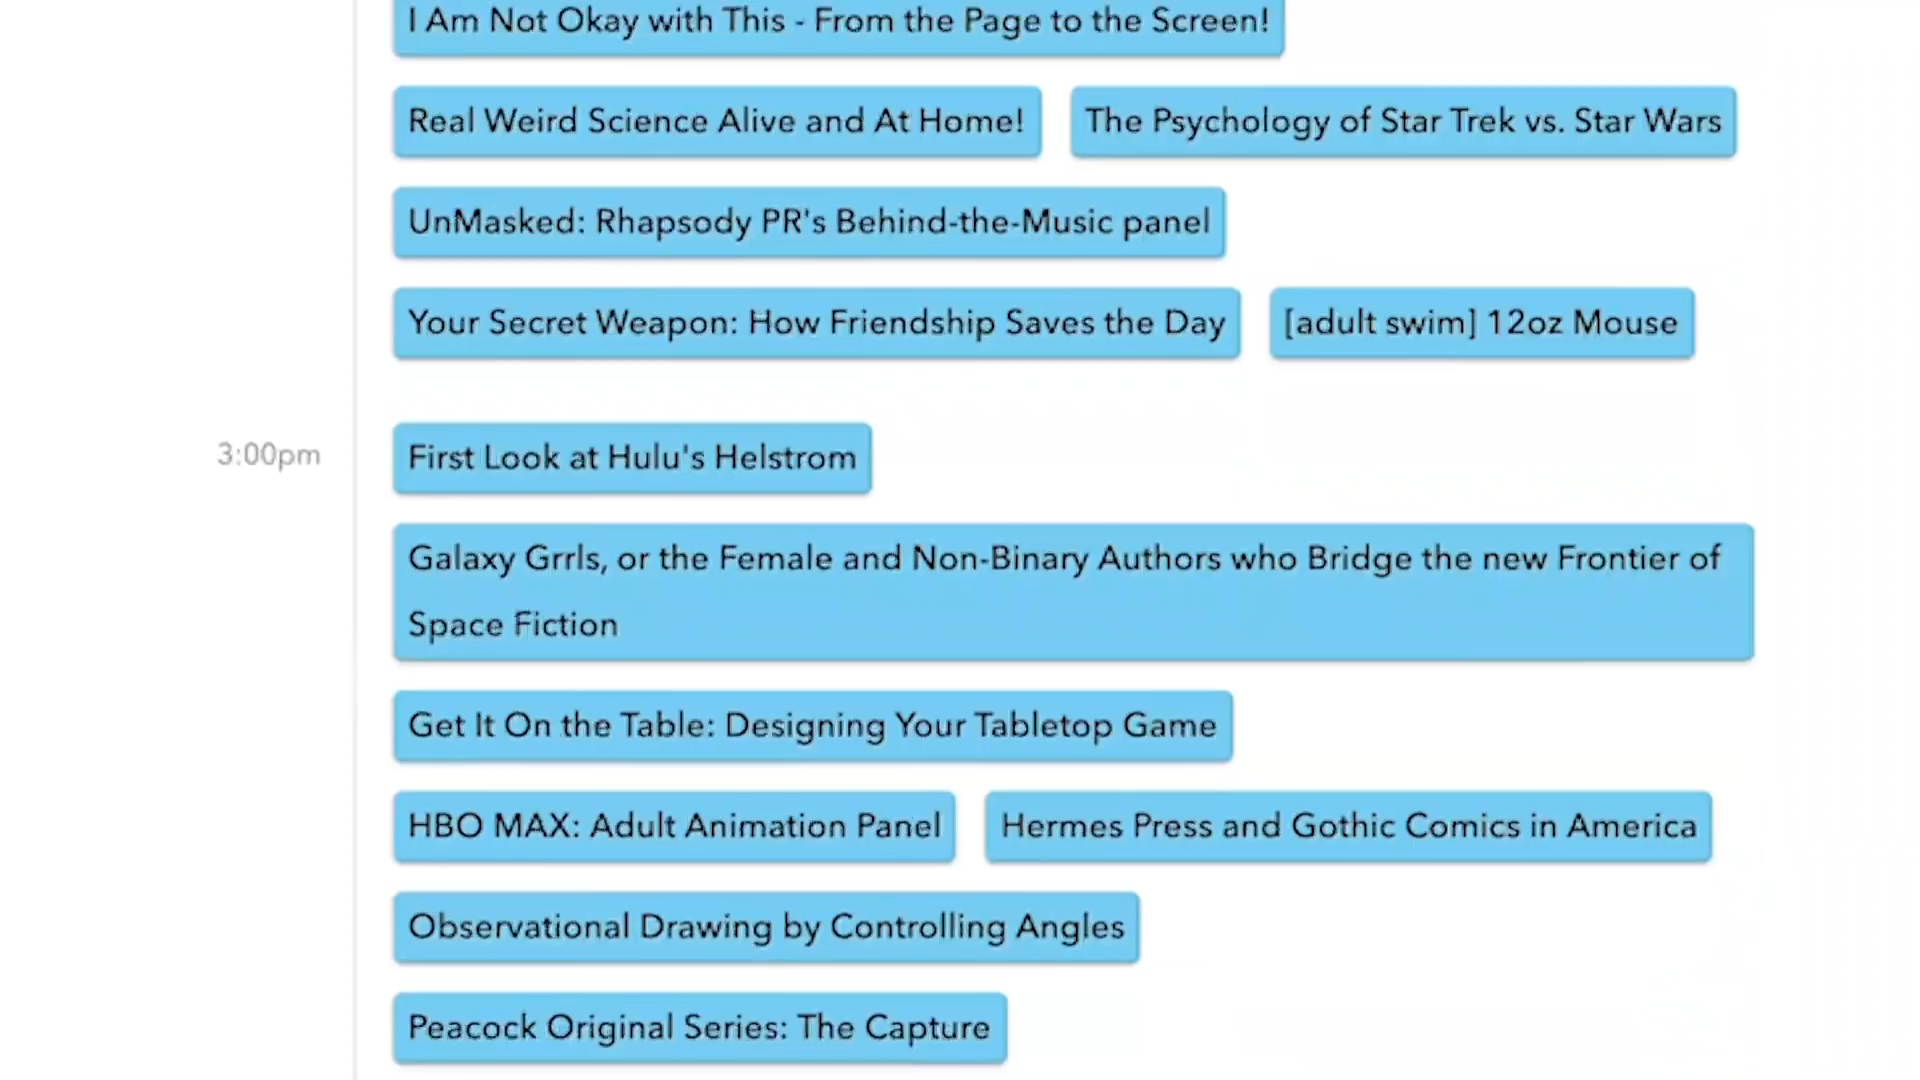 I Am Not Okay with This - From the Page to the Screen!
Real Weird Science Alive and At Home!
The Psychology of Star Trek vs. Star Wars
UnMasked: Rhapsody PR's Behind-the-Music panel
Your Secret Weapon: How Friendship Saves the Day
[adult swim] 12oz Mouse
3:00pm
First Look at Hulu's Helstrom
Galaxy Grrls, or the Female and Non-Binary Authors who Bridge the new Frontier of
Space Fiction
Get It On the Table: Designing Your Tabletop Game
HBO MAX: Adult Animation Panel
Hermes Press and Gothic Comics in America
Observational Drawing by Controlling Angles
Peacock Original Series: The Capture